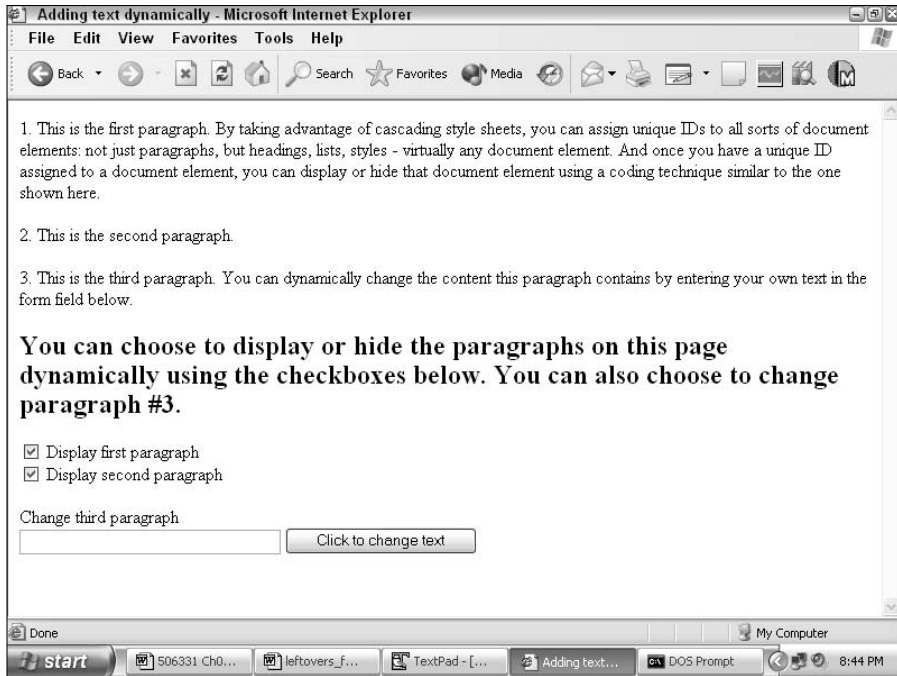 Adding text dynamically - Microsoft Internet Explorer
File Edit View Favorites Tools Help
Back Search Favorites Media
1. This is the first paragraph. By taking advantage of cascading style sheets, you can assign unique IDs to all sorts of document
elements: not just paragraphs, but headings, lists, styles - virtually any document element. And once you have a unique ID
assigned to a document element, you can display or hide that document element using a coding technique similar to the one
shown here.
2. This is the second paragraph.
3. This is the third paragraph. You can dynamically change the content this paragraph contains by entering your own text in the
form field below.
You can choose to display or hide the paragraphs on this page
dynamically using the checkboxes below. You can also choose to change
paragraph #3.
Display first paragraph
Display second paragraph
Change third paragraph
Click to change text
Done My Computer
start 506331 Ch0... leftovers_f... TextPad - [... Adding text... DOS Prompt 8:44 PM